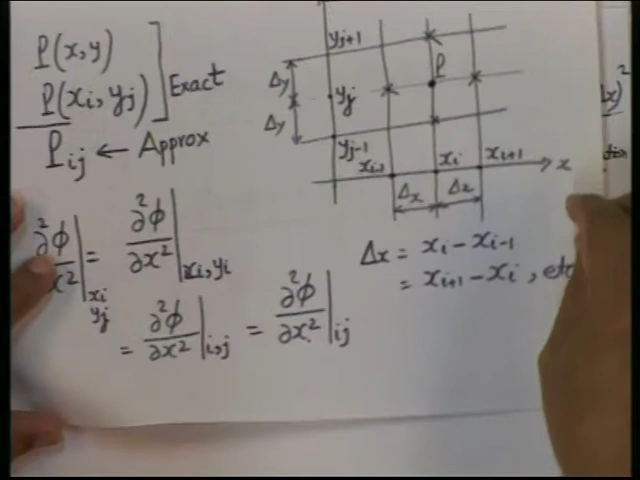 P(x,y)
P(xi, yj)] Exact
Pij ← Approx
yj+1
Δy
yj
Δy
yj-1
P
xi-1 xi xi+1 x
Δx Δx
∂²φ/∂x²|xi yj = ∂²φ/∂x²|xi, yj
= ∂²φ/∂x²|i,j = ∂²φ/∂x²|ij
Δx = xi - xi-1
= xi+1 - xi, etc